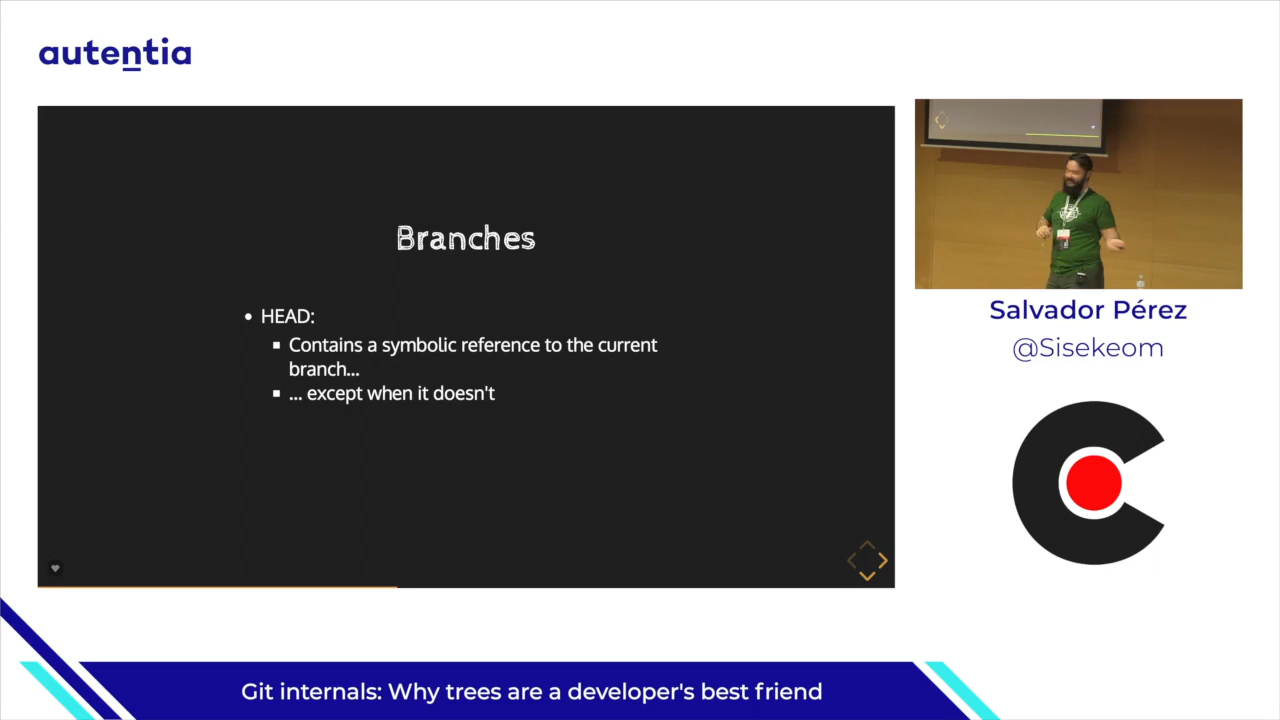 autentia
Branches
HEAD:
Contains a symbolic reference to the current
branch...
... except when it doesn't
Salvador Pérez
@Sisekeom
Git internals: Why trees are a developer's best friend